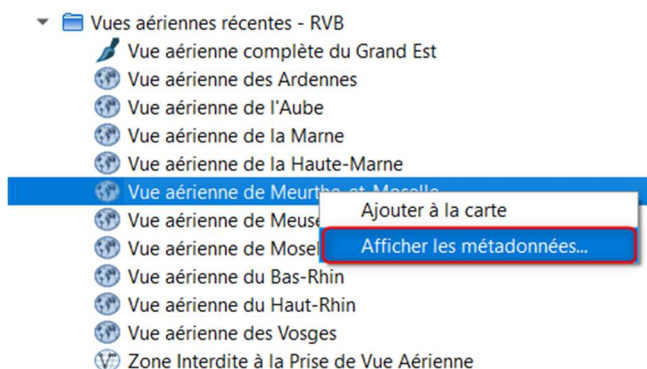 Vues aériennes récentes - RVB
Vue aérienne complète du Grand Est
Vue aérienne des Ardennes
Vue aérienne de l'Aube
Vue aérienne de la Marne
Vue aérienne de la Haute-Marne
Vue aérienne de Meurthe-et-Moselle
Ajouter à la carte
Vue aérienne de Meuse
Afficher les métadonnées...
Vue aérienne de Mosel
Vue aérienne du Bas-Rhin
Vue aérienne du Haut-Rhin
Vue aérienne des Vosges
Zone Interdite à la Prise de Vue Aérienne